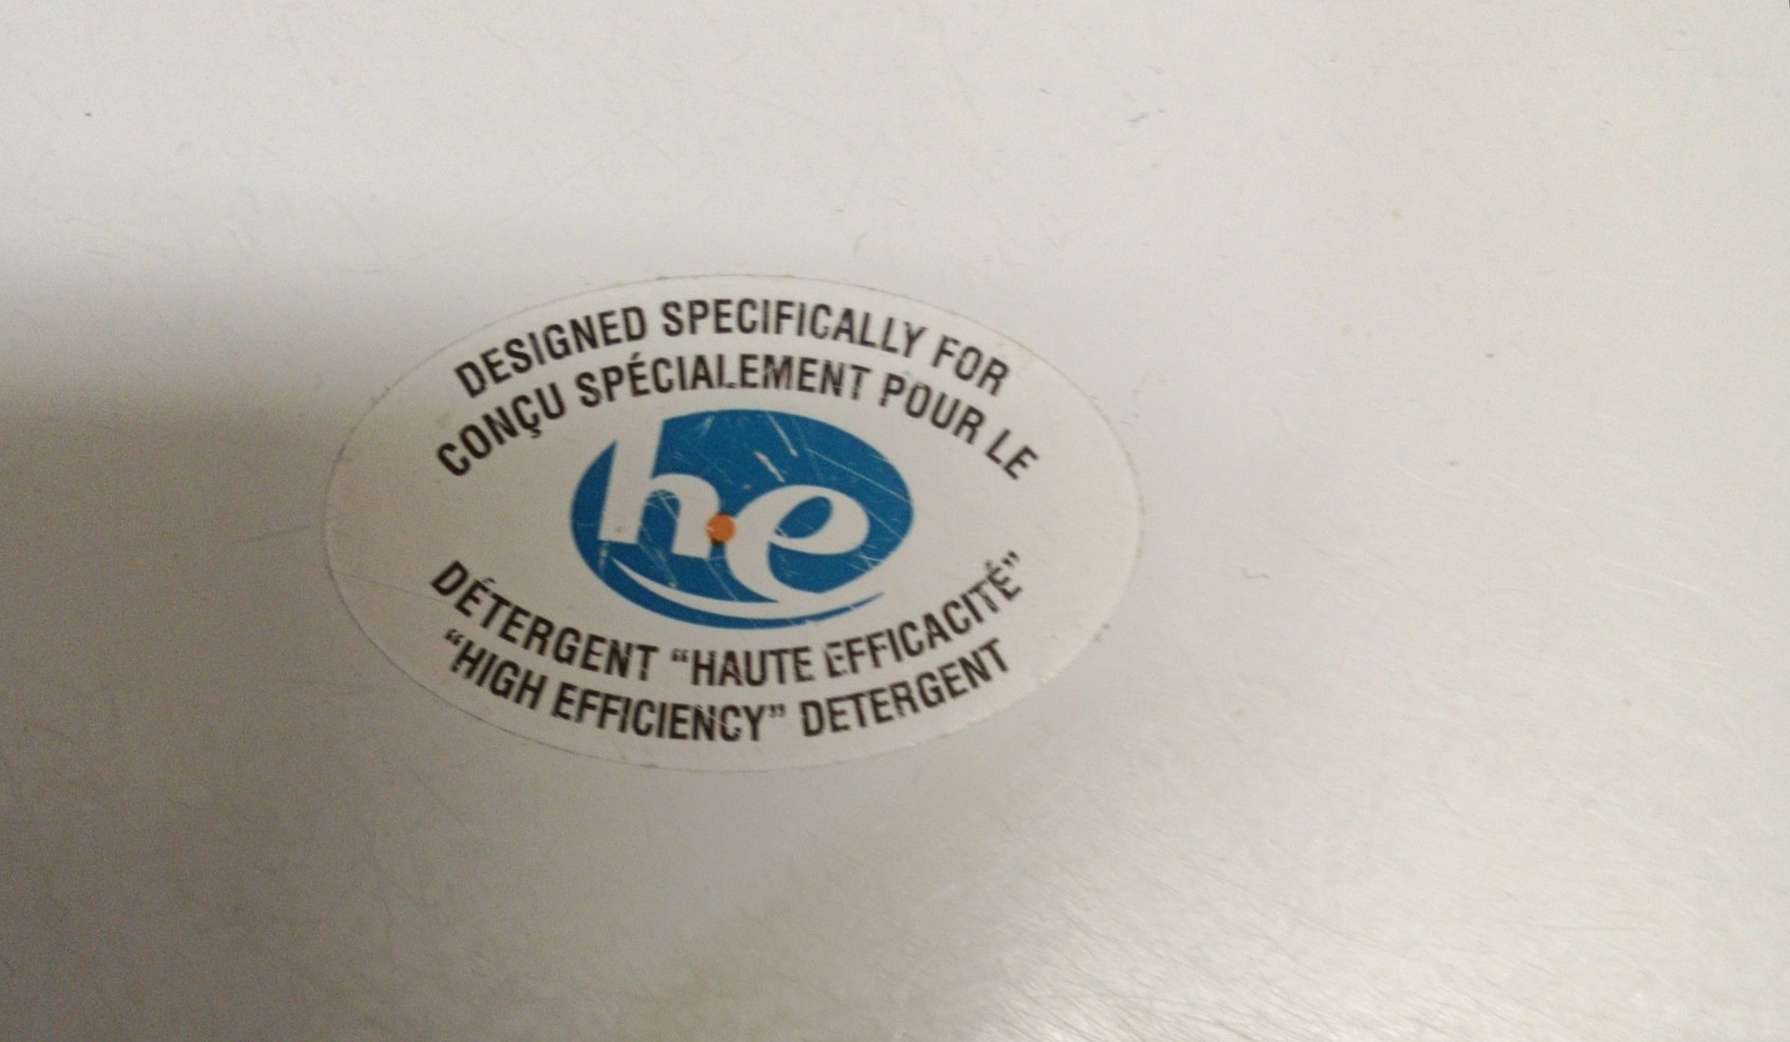 DESIGNED SPECIFICALLY FOR
CONÇU SPÉCIALEMENT POUR LE
he
DÉTERGENT “HAUTE EFFICACITÉ”
“HIGH EFFICIENCY” DETERGENT